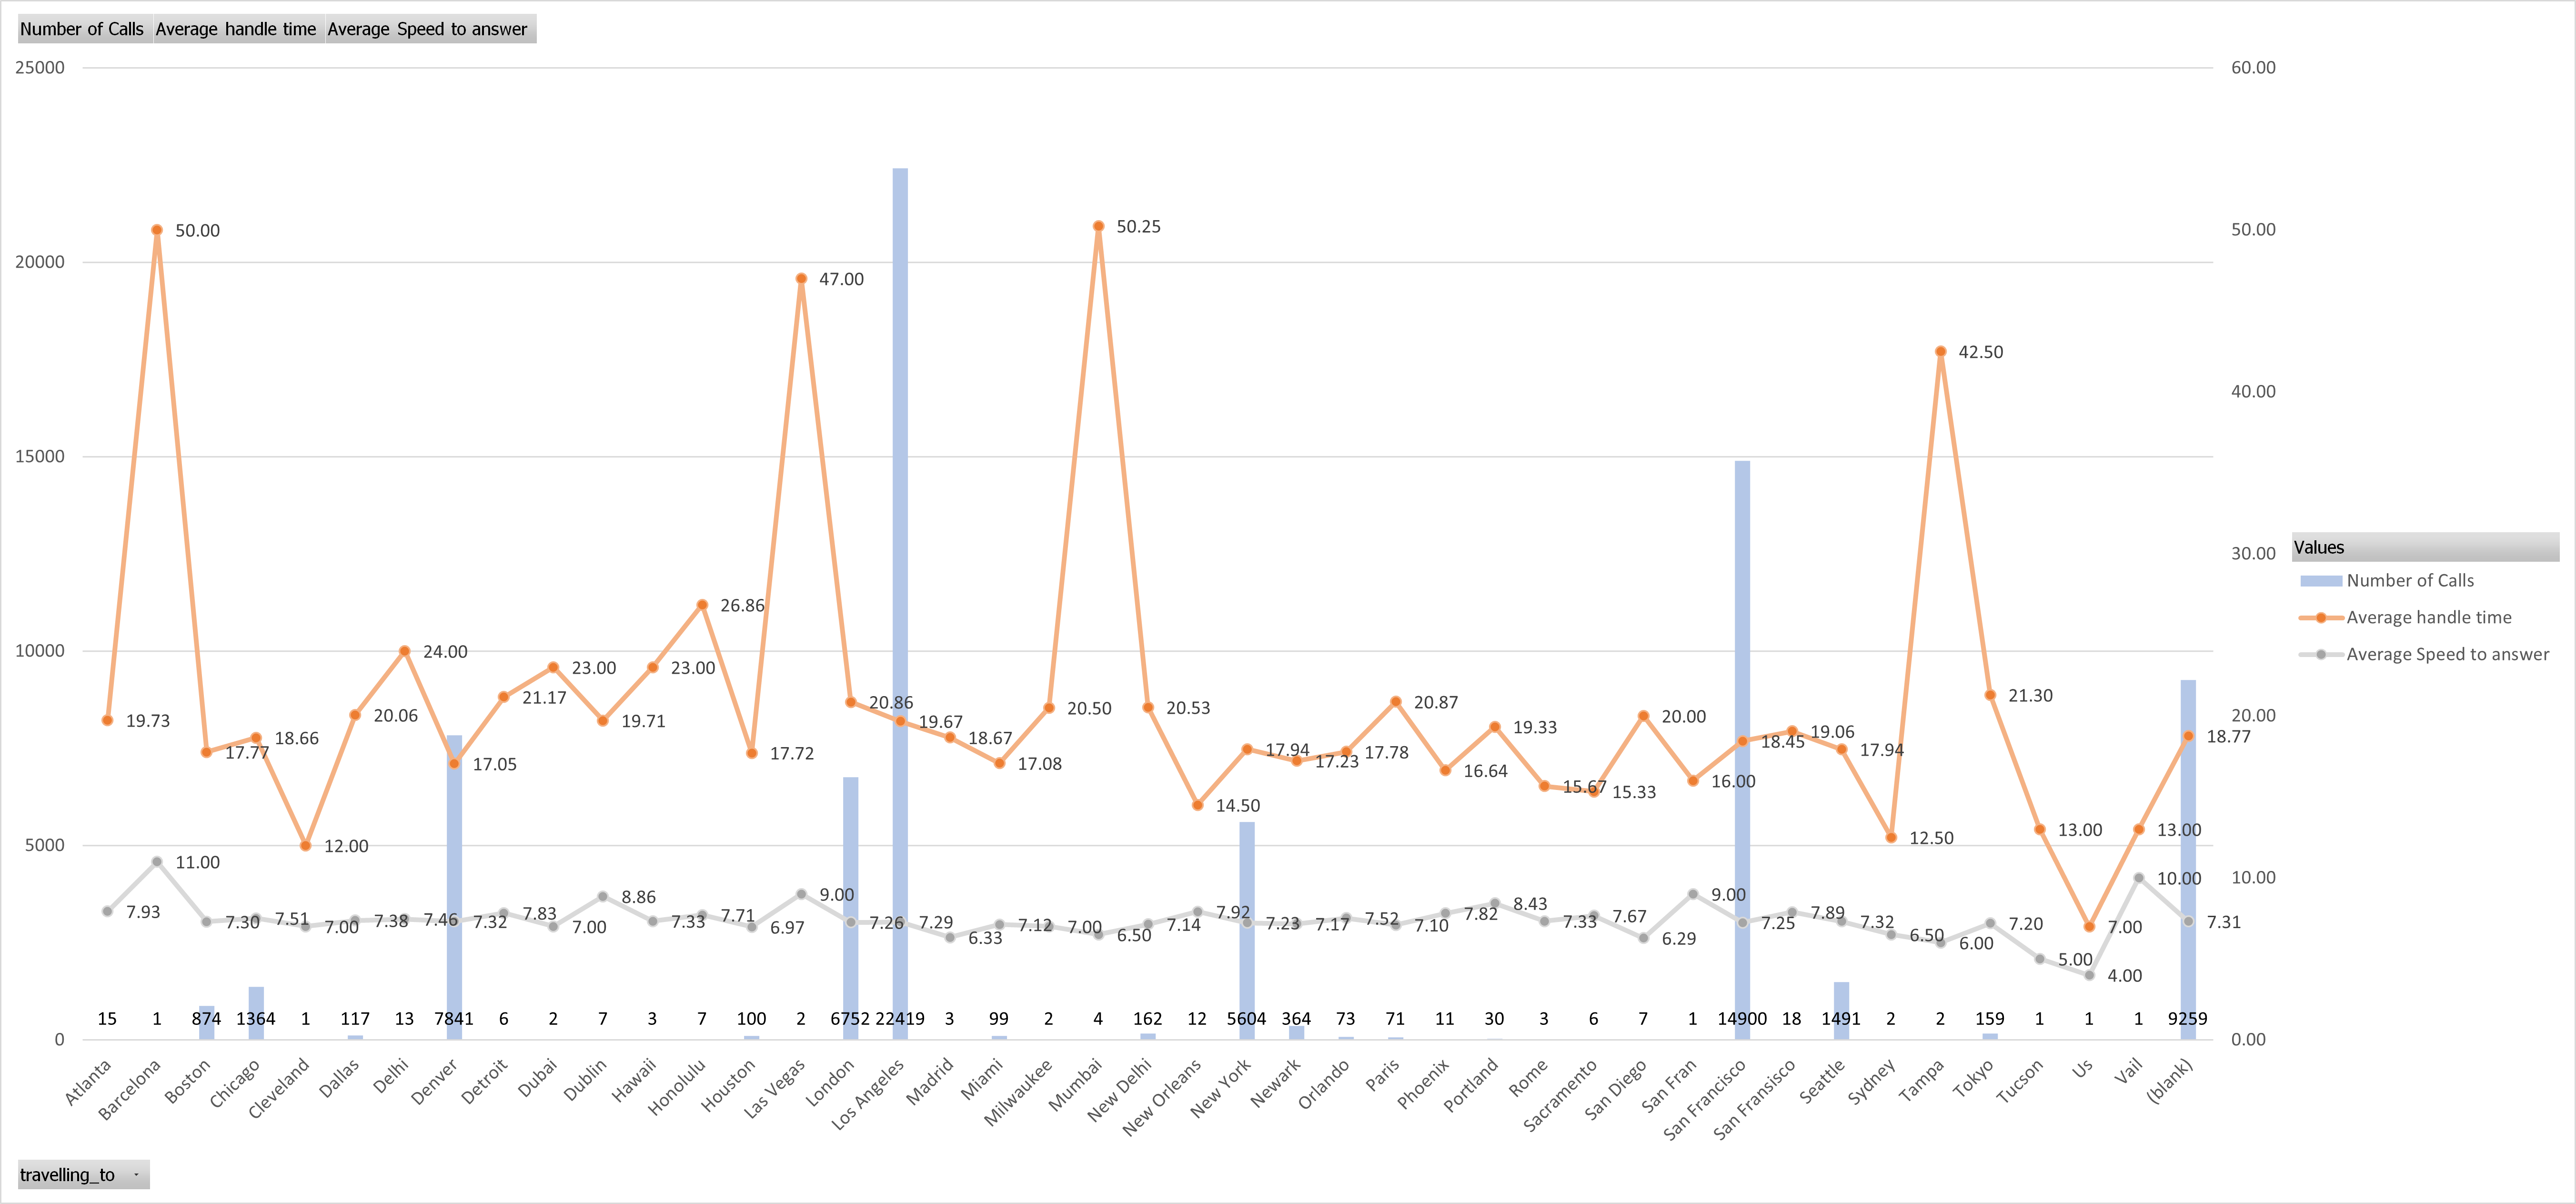 Number of Calls Average handle time Average Speed to answer
25000
20000
15000
10000
5000
0
60.00
50.00
40.00
30.00
20.00
10.00
0.00
19.73 50.00 17.77 18.66 12.00 20.06 24.00 17.05 21.17 23.00 19.71 23.00 26.86 17.72 47.00 20.86 19.67 18.67 17.08 20.50 50.25 20.53 14.50 17.94 17.23 17.78 20.87 16.64 19.33 15.67 15.33 20.00 16.00 18.45 19.06 17.94 12.50 42.50 21.30 13.00 7.00 13.00 18.77
7.93 11.00 7.30 7.51 7.00 7.38 7.46 7.32 7.83 7.00 8.86 7.33 7.71 6.97 9.00 7.26 7.29 6.33 7.12 7.00 6.50 7.14 7.92 7.23 7.17 7.52 7.10 7.82 8.43 7.33 7.67 6.29 9.00 7.25 7.89 7.32 6.50 6.00 7.20 5.00 4.00 10.00 7.31
15 1 874 1364 1 117 13 7841 6 2 7 3 7 100 2 6752 22419 3 99 2 4 162 12 5604 364 73 71 11 30 3 6 7 1 14900 18 1491 2 2 159 1 1 1 9259
Atlanta
Barcelona
Boston
Chicago
Cleveland
Dallas
Delhi
Denver
Detroit
Dubai
Dublin
Hawaii
Honolulu
Houston
Las Vegas
London
Los Angeles
Madrid
Miami
Milwaukee
Mumbai
New Delhi
New Orleans
New York
Newark
Orlando
Paris
Phoenix
Portland
Rome
Sacramento
San Diego
San Fran
San Francisco
San Fransisco
Seattle
Sydney
Tampa
Tokyo
Tucson
Us
Vail
(blank)
Values
Number of Calls
Average handle time
Average Speed to answer
travelling_to